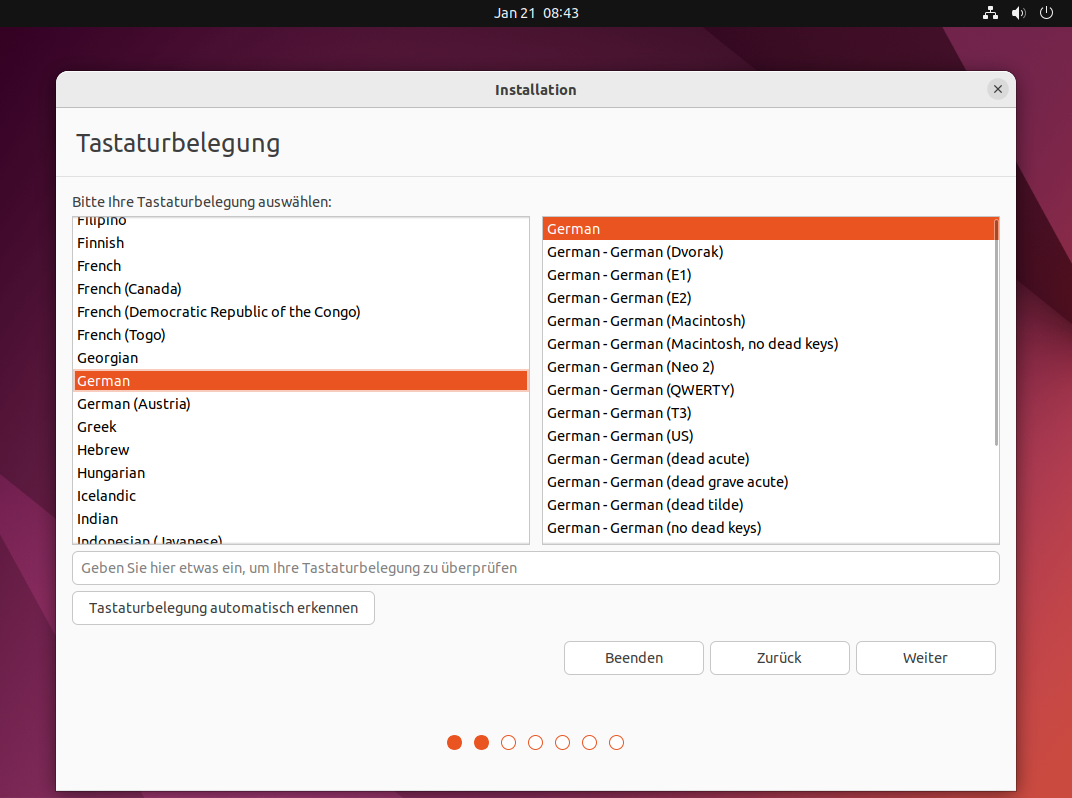 Jan 21 08:43
Installation
Tastaturbelegung
Bitte Ihre Tastaturbelegung auswählen:
Filipino
Finnish
French
French (Canada)
French (Democratic Republic of the Congo)
French (Togo)
Georgian
German
German (Austria)
Greek
Hebrew
Hungarian
Icelandic
Indian
Indonesian (Javanese)
German
German - German (Dvorak)
German - German (E1)
German - German (E2)
German - German (Macintosh)
German - German (Macintosh, no dead keys)
German - German (Neo 2)
German - German (QWERTY)
German - German (T3)
German - German (US)
German - German (dead acute)
German - German (dead grave acute)
German - German (dead tilde)
German - German (no dead keys)
Geben Sie hier etwas ein, um Ihre Tastaturbelegung zu überprüfen
Tastaturbelegung automatisch erkennen
Beenden Zurück Weiter